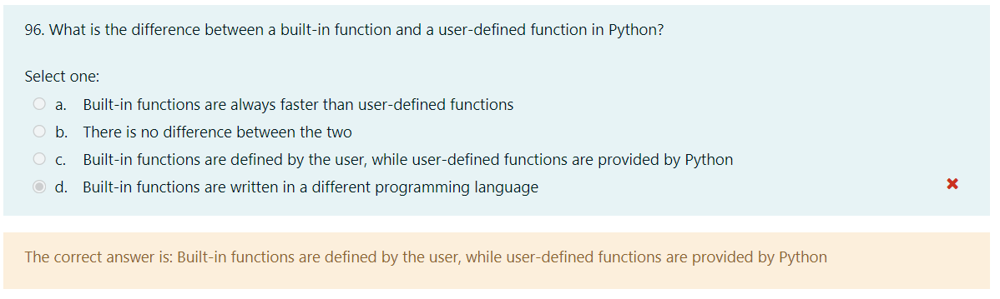 96. What is the difference between a built-in function and a user-defined function in Python?
Select one:
a. Built-in functions are always faster than user-defined functions
b. There is no difference between the two
c. Built-in functions are defined by the user, while user-defined functions are provided by Python
d. Built-in functions are written in a different programming language
The correct answer is: Built-in functions are defined by the user, while user-defined functions are provided by Python